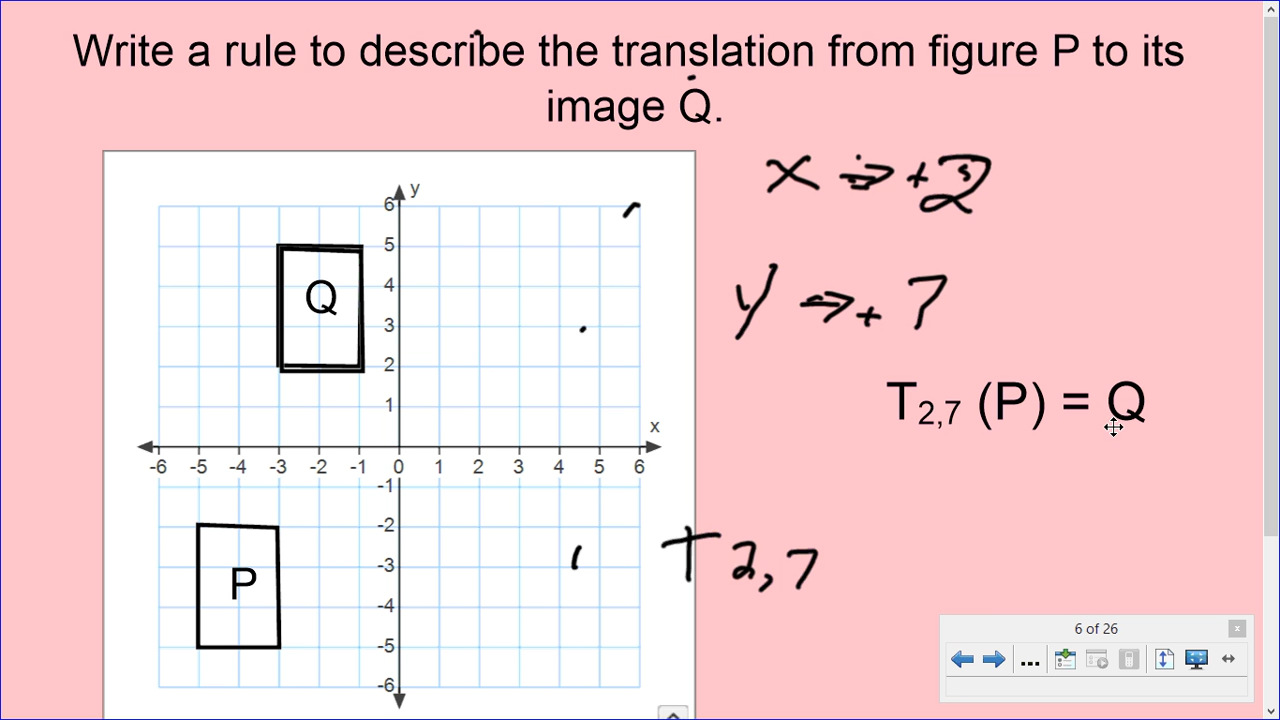 Write a rule to describe the translation from figure P to its
image Q.
x ⇒ +2
y ⇒ + 7
T2,7 (P) = Q
T 2,7
y
6
5
4
3
2
1
x
-6 -5 -4 -3 -2 -1 0 1 2 3 4 5 6
-1
-2
-3
-4
-5
-6
Q
P
6 of 26
x
...